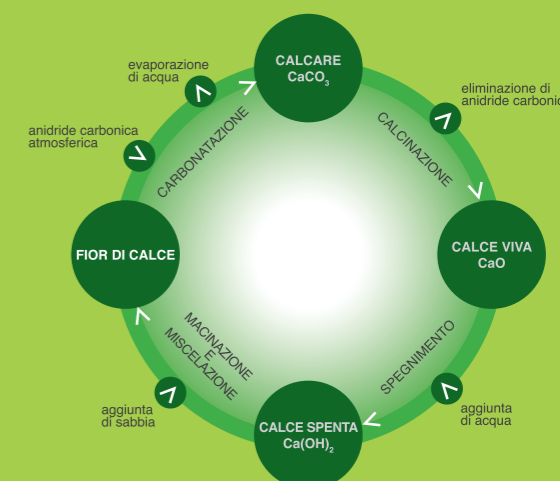 CALCARE
CaCO₃
evaporazione
di acqua
eliminazione di
anidride carbonic
anidride carbonica
atmosferica
CARBONATAZIONE
CALCINAZIONE
FIOR DI CALCE
CALCE VIVA
CaO
MACINAZIONE
E
MISCELAZIONE
SPEGNIMENTO
aggiunta
di sabbia
CALCE SPENTA
Ca(OH)₂
aggiunta
di acqua